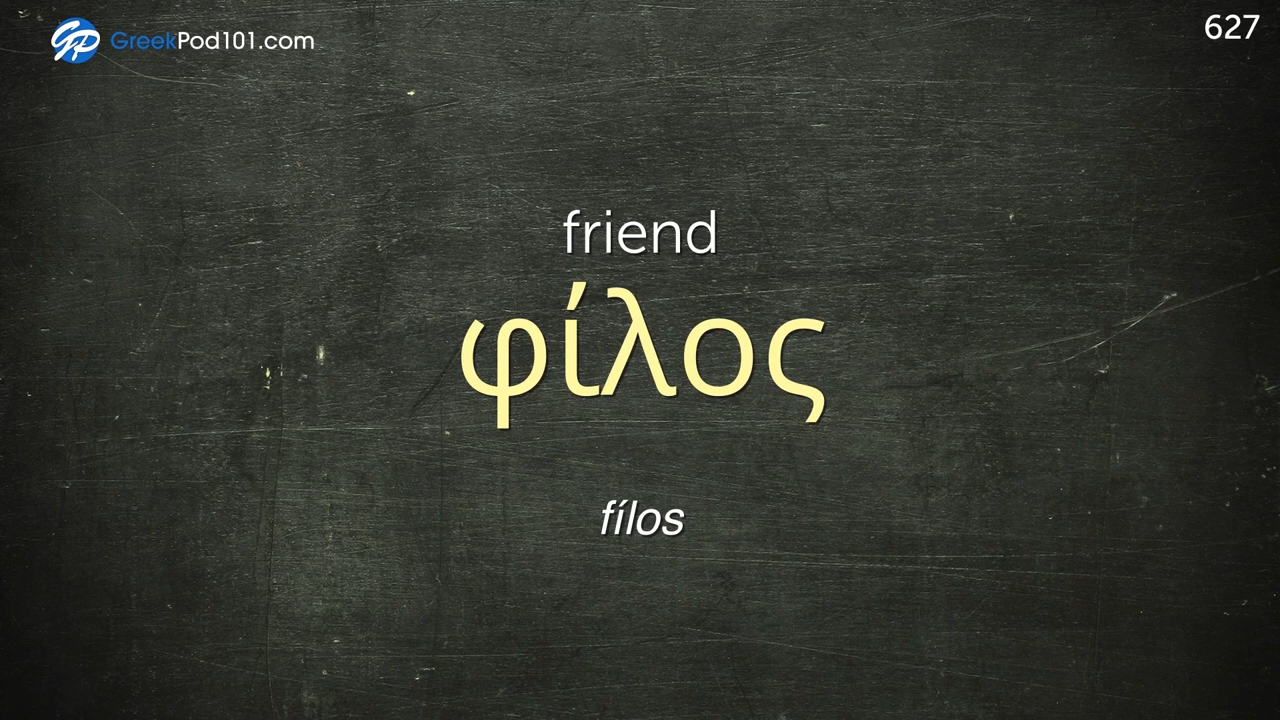 GreekPod101.com
627
friend
φίλος
fílos